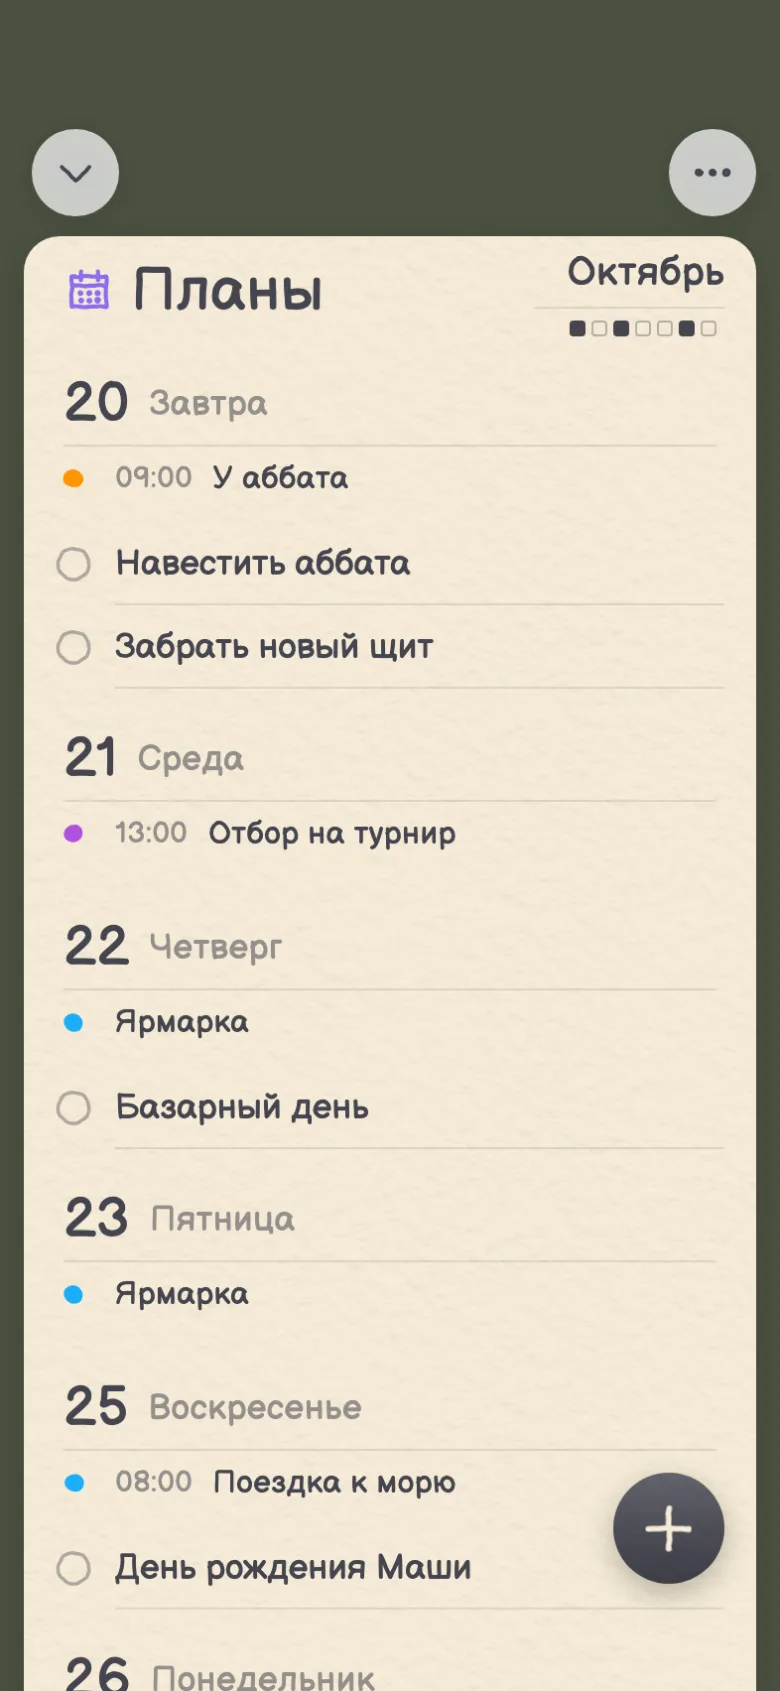 Планы
Октябрь
20 Завтра
09:00 У аббата
Навестить аббата
Забрать новый щит
21 Среда
13:00 Отбор на турнир
22 Четверг
Ярмарка
Базарный день
23 Пятница
Ярмарка
25 Воскресенье
08:00 Поездка к морю
День рождения Маши
26 Понедельник